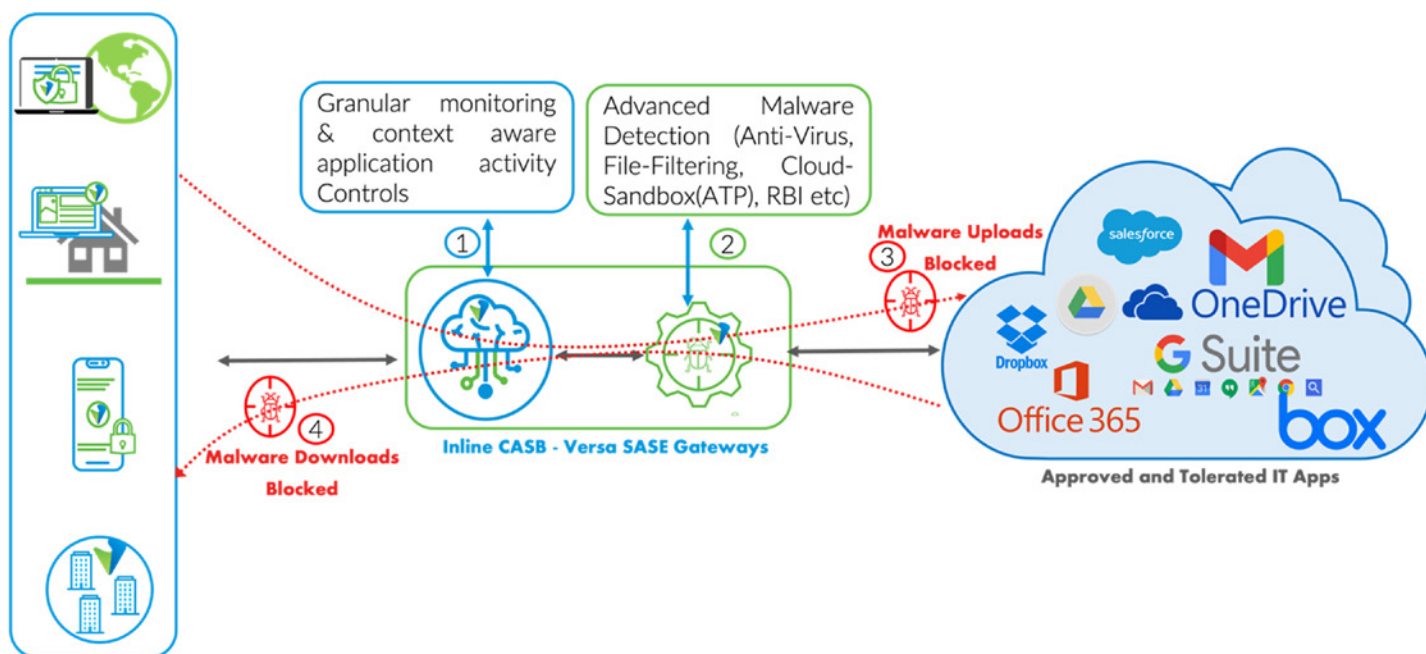 Granular monitoring
& context aware
application activity
Controls
Advanced Malware
Detection (Anti-Virus,
File-Filtering, Cloud-
Sandbox(ATP), RBI etc)
1
2
Malware Uploads
3
Blocked
salesforce
OneDrive
Dropbox
G Suite
31
Office 365
box
4
Malware Downloads
Blocked
Inline CASB - Versa SASE Gateways
Approved and Tolerated IT Apps